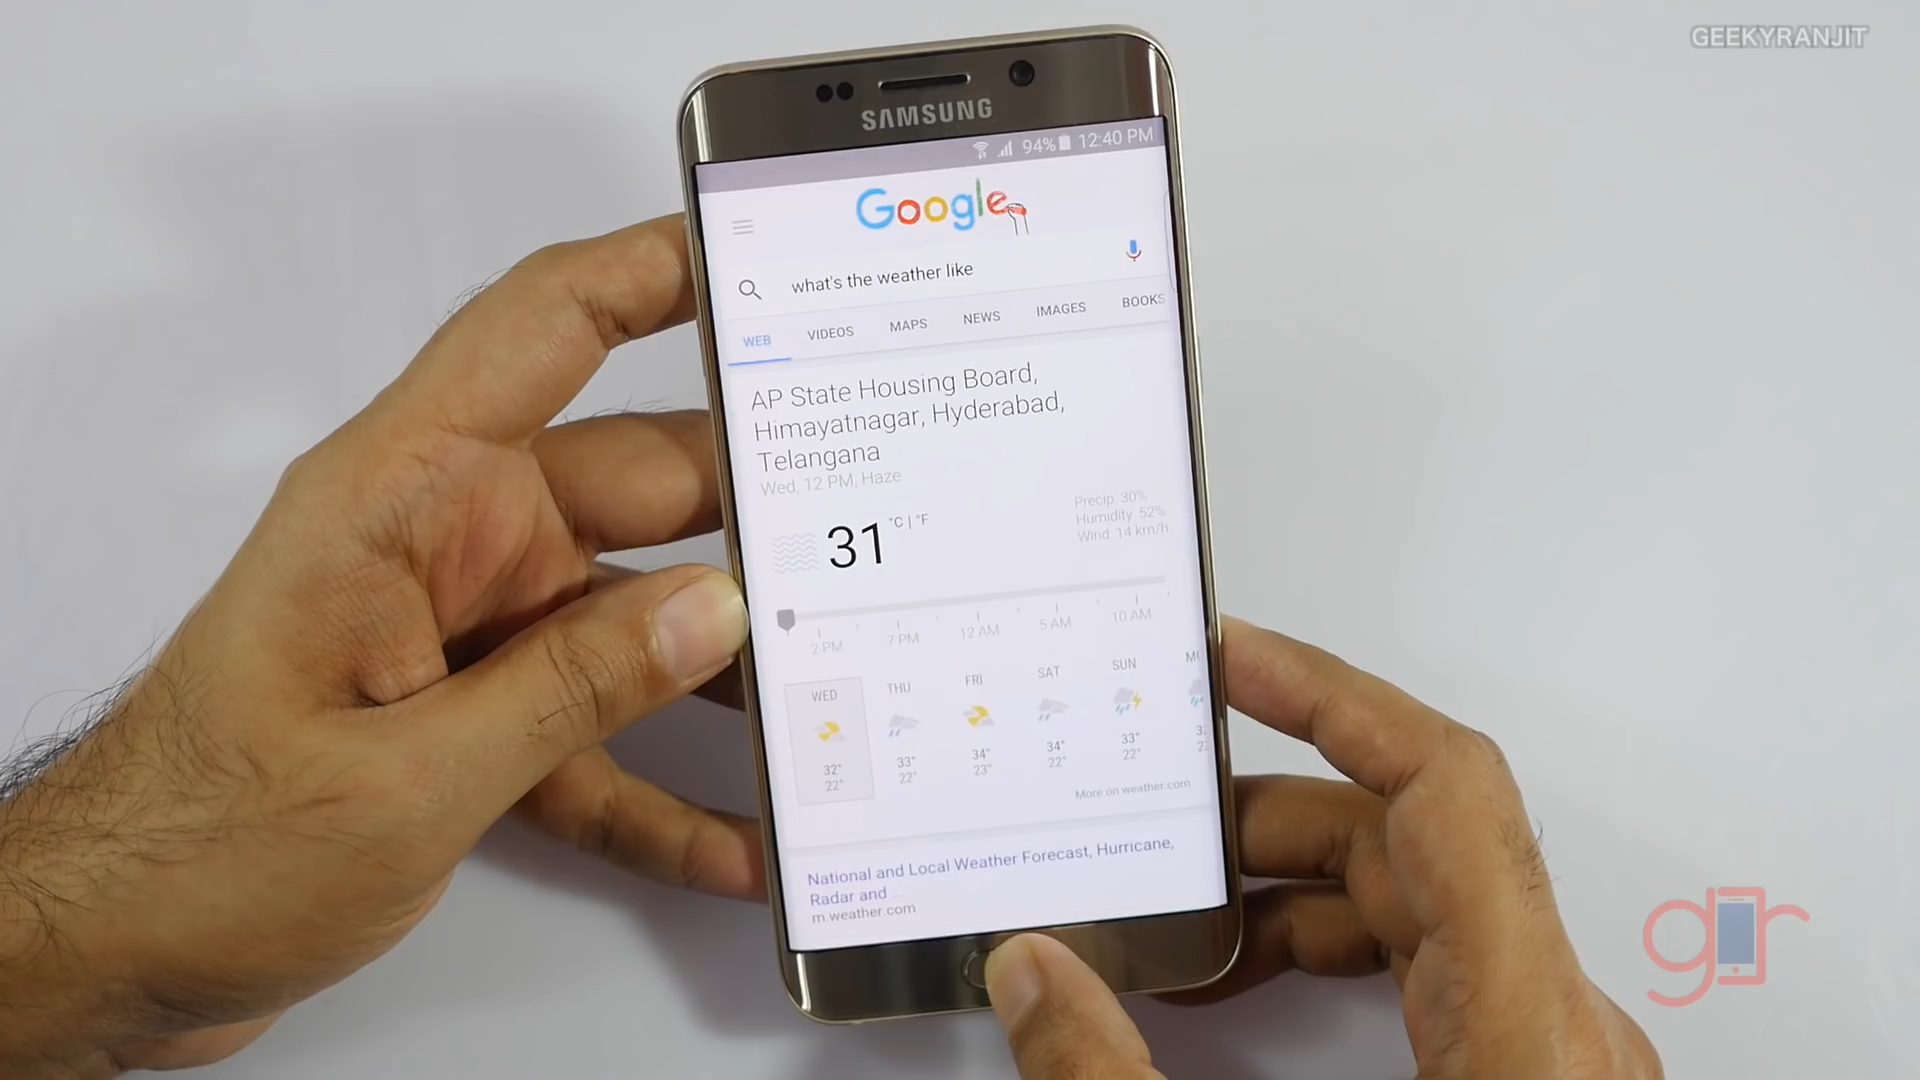 GEEKYRANJIT
SAMSUNG
94% 12:40 PM
Google
what's the weather like
WEB VIDEOS MAPS NEWS IMAGES BOOKS
AP State Housing Board,
Himayatnagar, Hyderabad,
Telangana
Wed, 12 PM, Haze
31 °C | °F
Precip: 30%
Humidity: 52%
Wind: 14 km/h
2 PM 7 PM 12 AM 5 AM 10 AM
WED THU FRI SAT SUN
32° 33° 34° 34° 33°
22° 22° 23° 22° 22°
More on weather.com
National and Local Weather Forecast, Hurricane,
Radar and ...
m.weather.com
gr